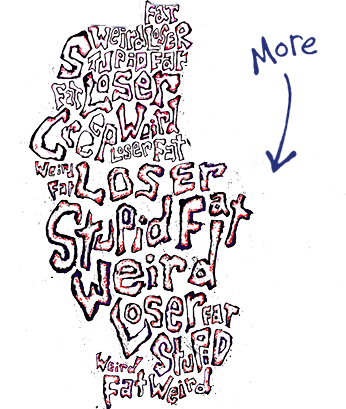 Fat
Weird Loser
Stupid Fat
Fat Loser
Creep Weird
Loser Fat
Weird
Fat Loser
Stupid Fat
Weird
Loser Fat
Stupid
Weird
Fat Weird
More